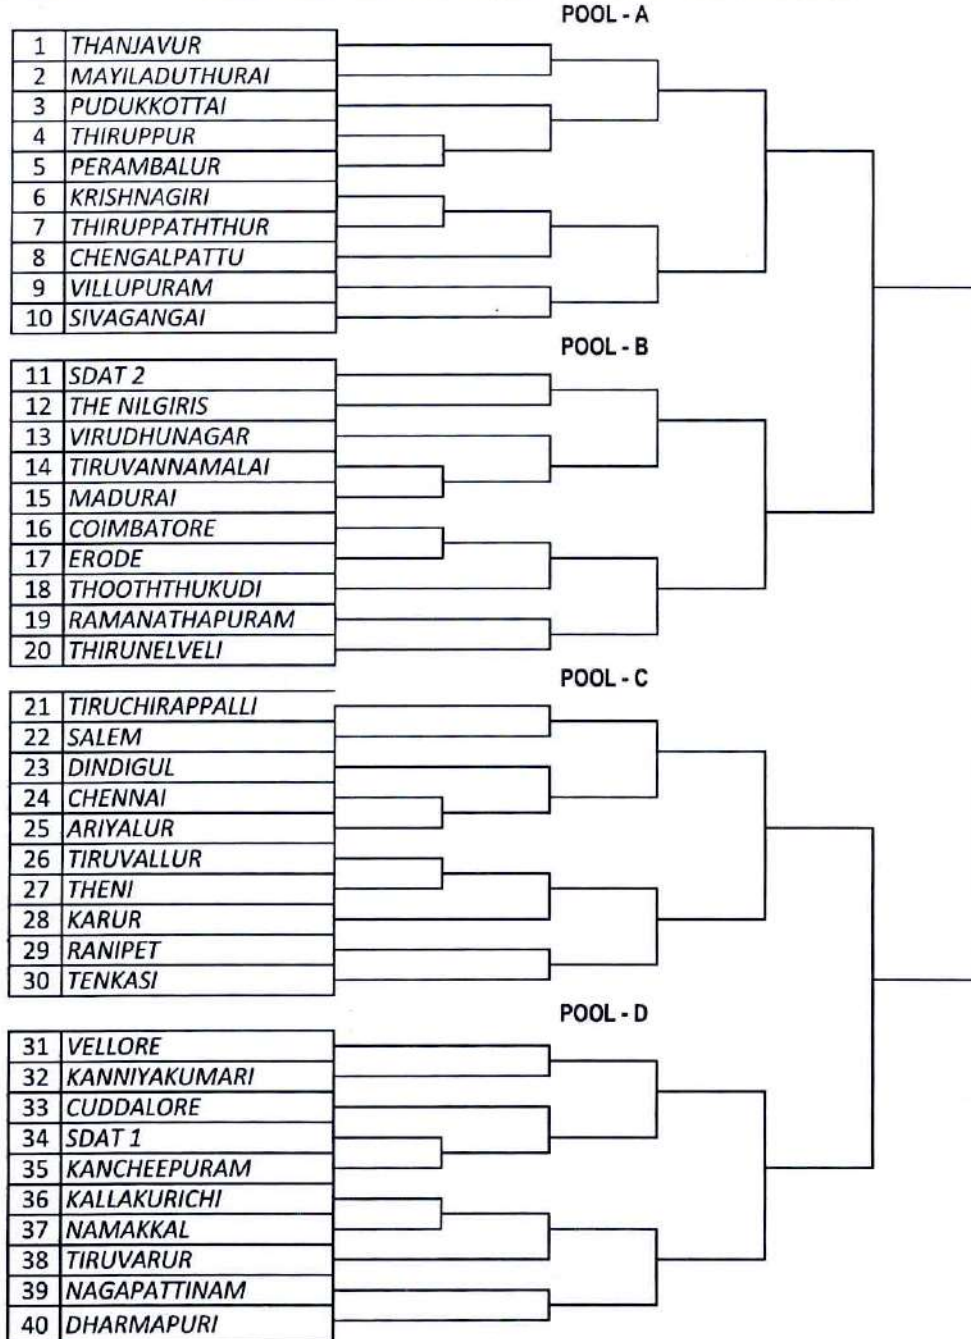 POOL - A
1 THANJAVUR
2 MAYILADUTHURAI
3 PUDUKKOTTAI
4 THIRUPPUR
5 PERAMBALUR
6 KRISHNAGIRI
7 THIRUPPATHTHUR
8 CHENGALPATTU
9 VILLUPURAM
10 SIVAGANGAI
POOL - B
11 SDAT 2
12 THE NILGIRIS
13 VIRUDHUNAGAR
14 TIRUVANNAMALAI
15 MADURAI
16 COIMBATORE
17 ERODE
18 THOOTHTHUKUDI
19 RAMANATHAPURAM
20 THIRUNELVELI
POOL - C
21 TIRUCHIRAPPALLI
22 SALEM
23 DINDIGUL
24 CHENNAI
25 ARIYALUR
26 TIRUVALLUR
27 THENI
28 KARUR
29 RANIPET
30 TENKASI
POOL - D
31 VELLORE
32 KANNIYAKUMARI
33 CUDDALORE
34 SDAT 1
35 KANCHEEPURAM
36 KALLAKURICHI
37 NAMAKKAL
38 TIRUVARUR
39 NAGAPATTINAM
40 DHARMAPURI